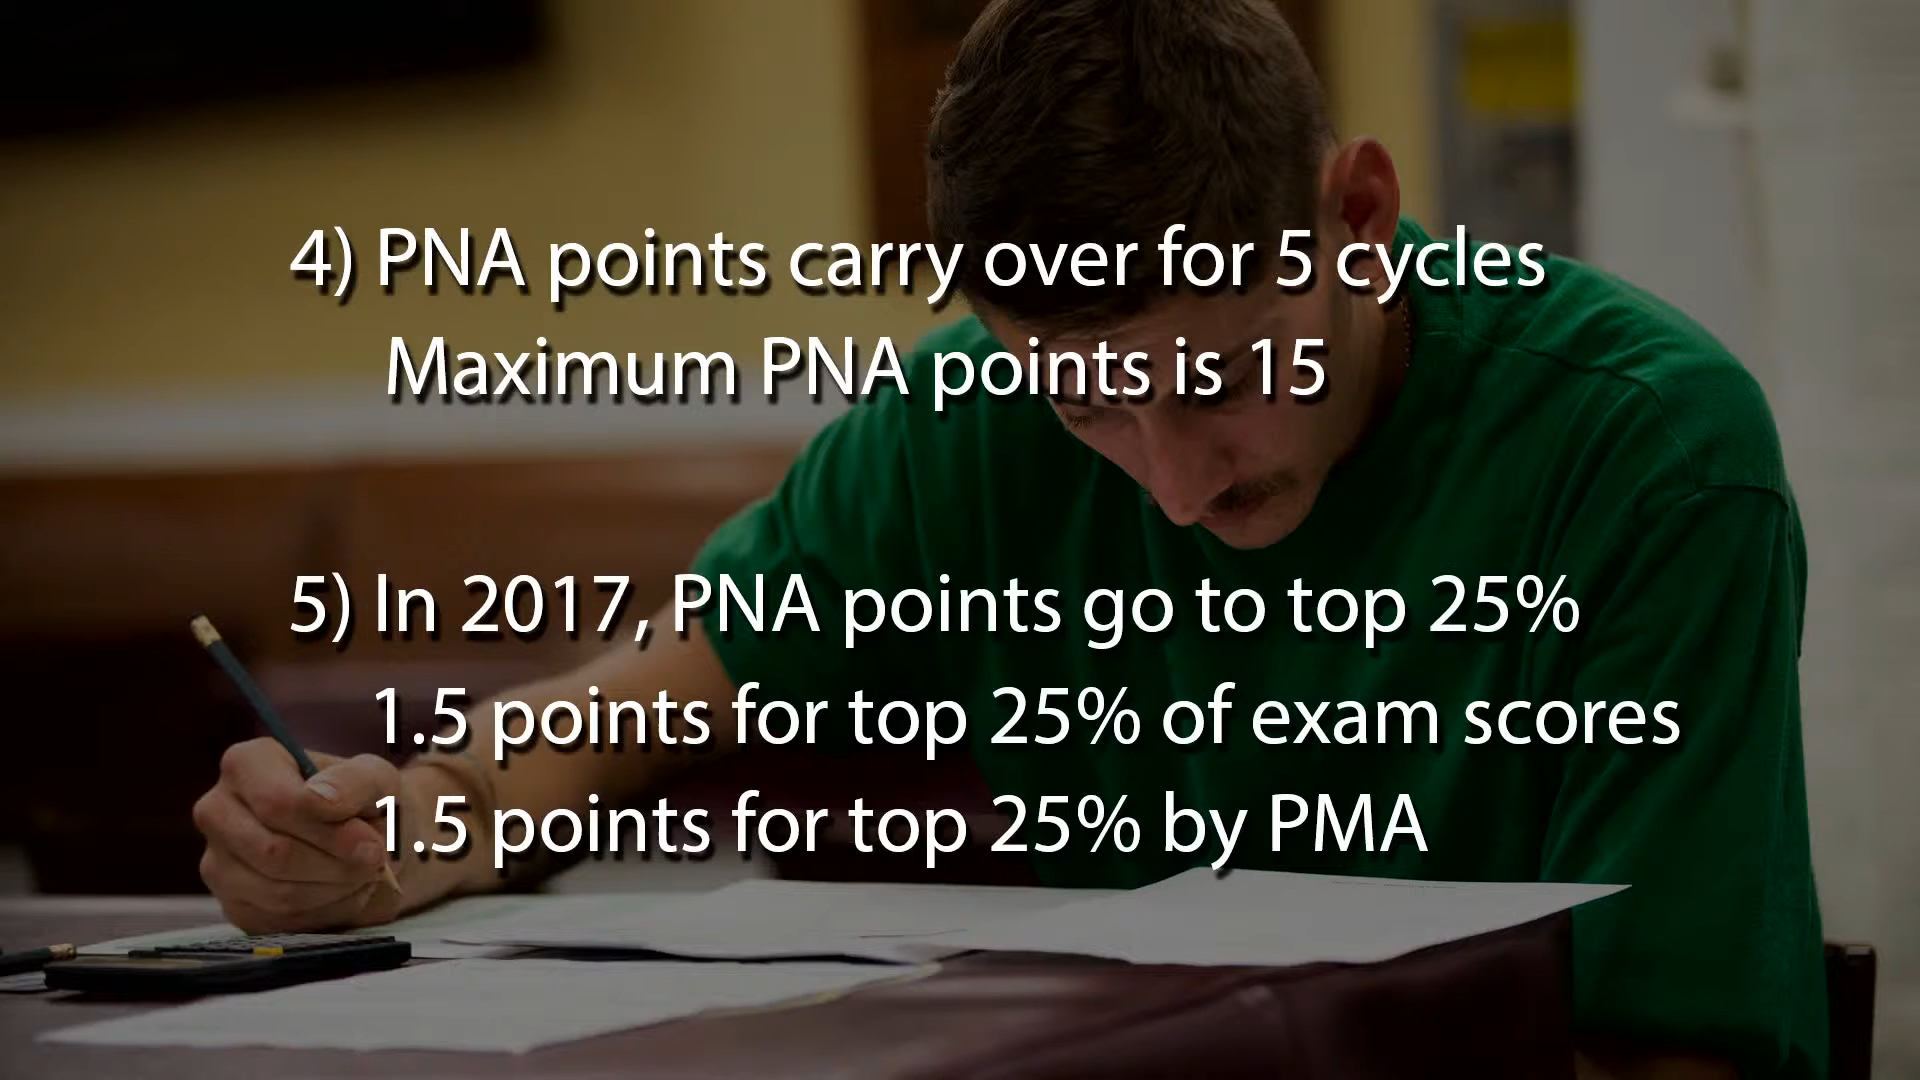 4) PNA points carry over for 5 cycles
Maximum PNA points is 15
5) In 2017, PNA points go to top 25%
1.5 points for top 25% of exam scores
1.5 points for top 25% by PMA